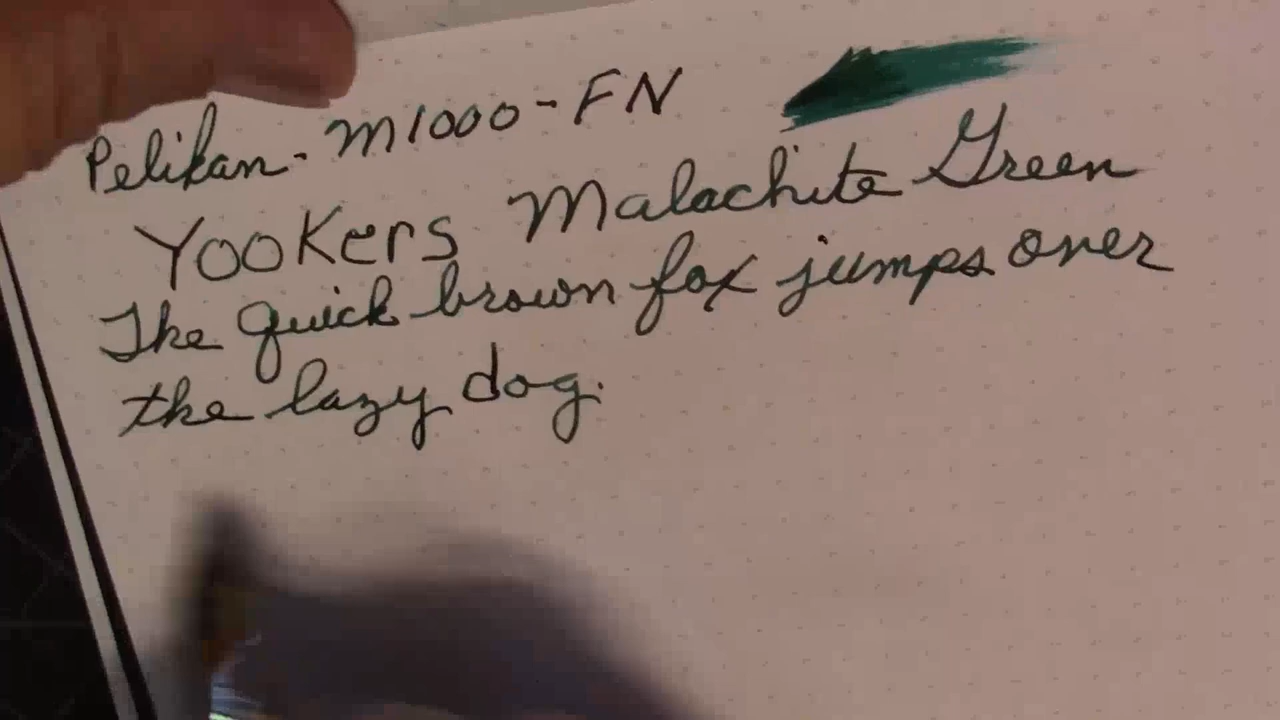 Pelikan - M1000 - FN
YOOKers Malachite Green
The quick brown fox jumps over
the lazy dog.